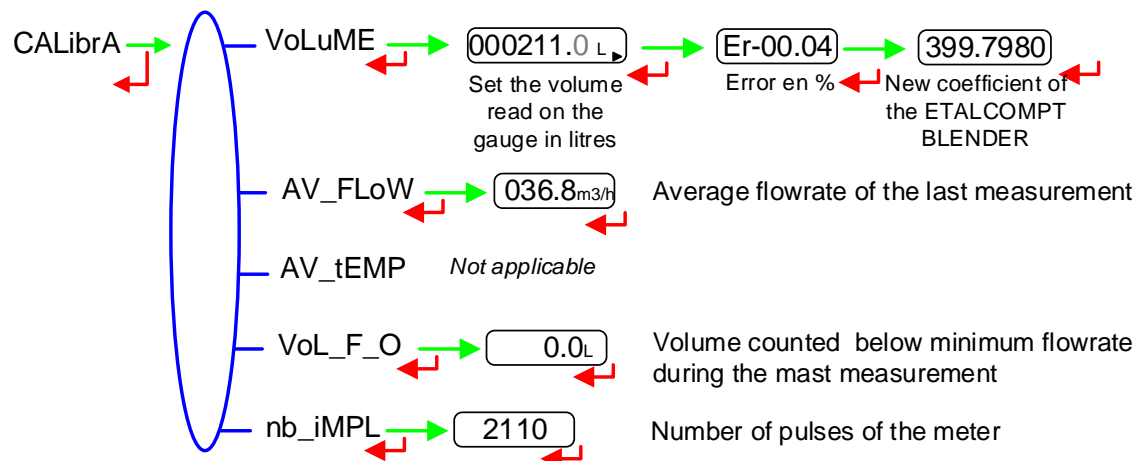 CALibrA
VoLuME
000211.0 L
Er-00.04
399.7980
Set the volume
read on the
gauge in litres
Error en %
New coefficient of
the ETALCOMPT
BLENDER
AV_FLoW
036.8m3/h
Average flowrate of the last measurement
AV_tEMP
Not applicable
VoL_F_O
0.0L
Volume counted below minimum flowrate
during the mast measurement
nb_iMPL
2110
Number of pulses of the meter